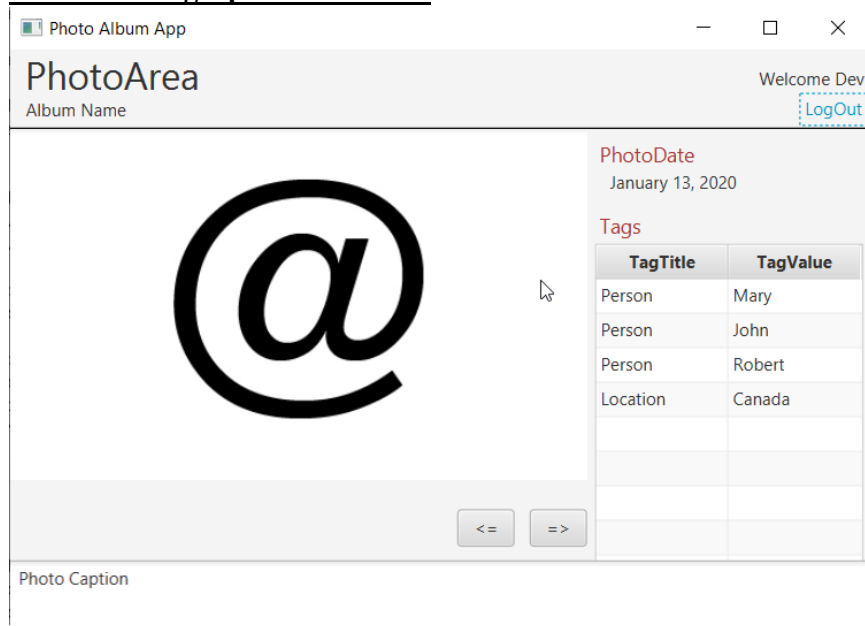 Photo Album App
PhotoArea
Welcome Dev
Album Name
LogOut
@
PhotoDate
January 13, 2020
Tags
TagTitle TagValue
Person Mary
Person John
Person Robert
Location Canada
<= =>
Photo Caption